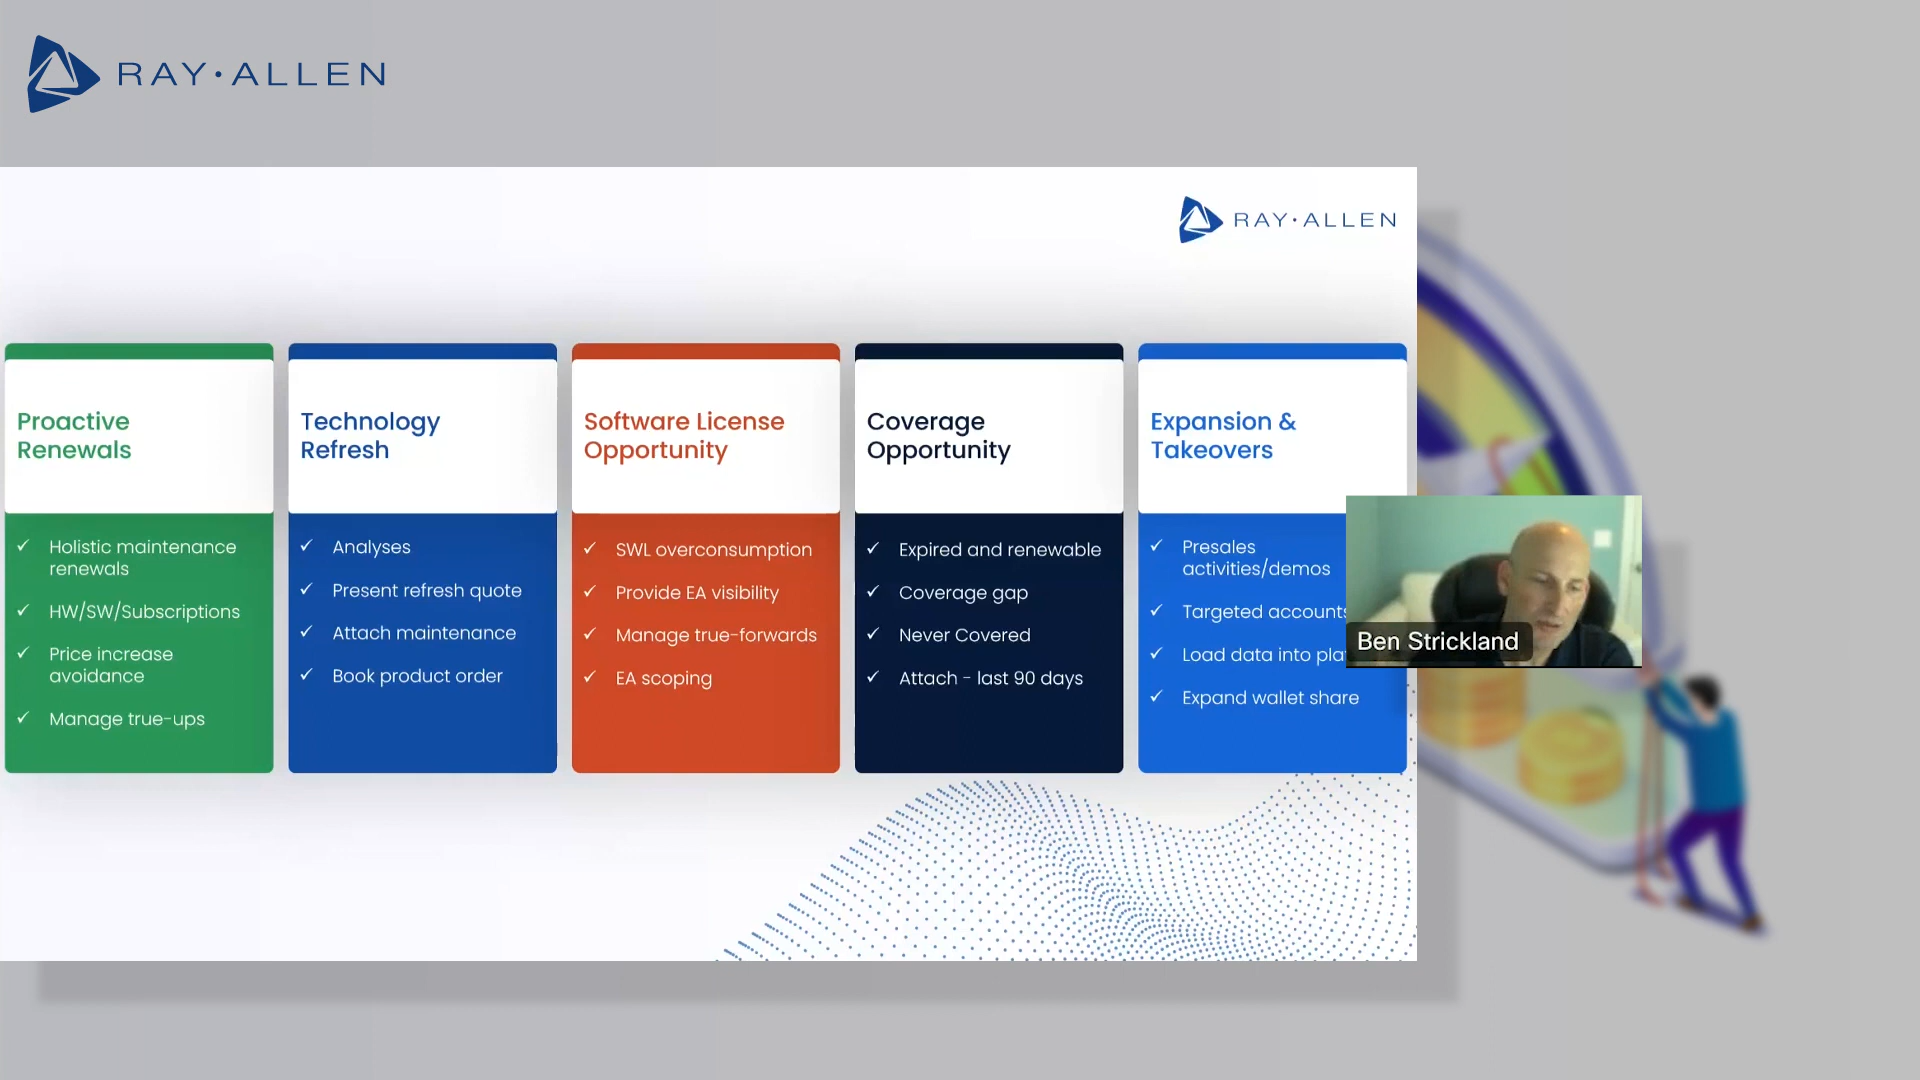 RAY·ALLEN
RAY·ALLEN
Proactive
Renewals
✓ Holistic maintenance
renewals
✓ HW/SW/Subscriptions
✓ Price increase
avoidance
✓ Manage true-ups
Technology
Refresh
✓ Analyses
✓ Present refresh quote
✓ Attach maintenance
✓ Book product order
Software License
Opportunity
✓ SWL overconsumption
✓ Provide EA visibility
✓ Manage true-forwards
✓ EA scoping
Coverage
Opportunity
✓ Expired and renewable
✓ Coverage gap
✓ Never Covered
✓ Attach - last 90 days
Expansion &
Takeovers
✓ Presales
activities/demos
✓ Targeted accounts
✓ Load data into
✓ Expand wallet share
Ben Strickland